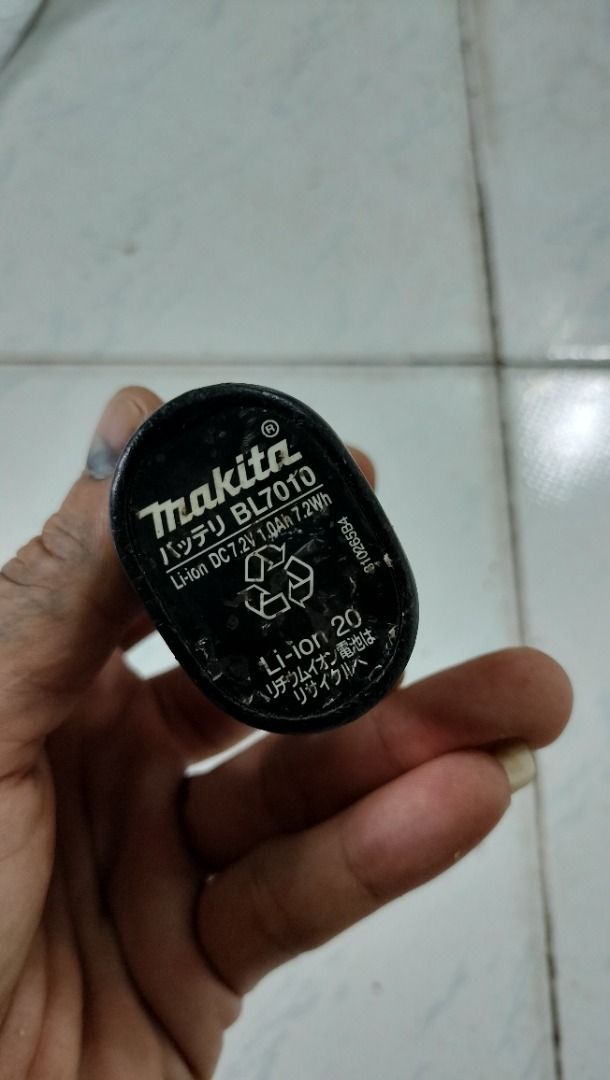 makita®
バッテリ BL7010
Li-ion DC7.2V 1.0Ah 7.2Wh
Li-ion 20
リチウムイオン電池は
リサイクルへ